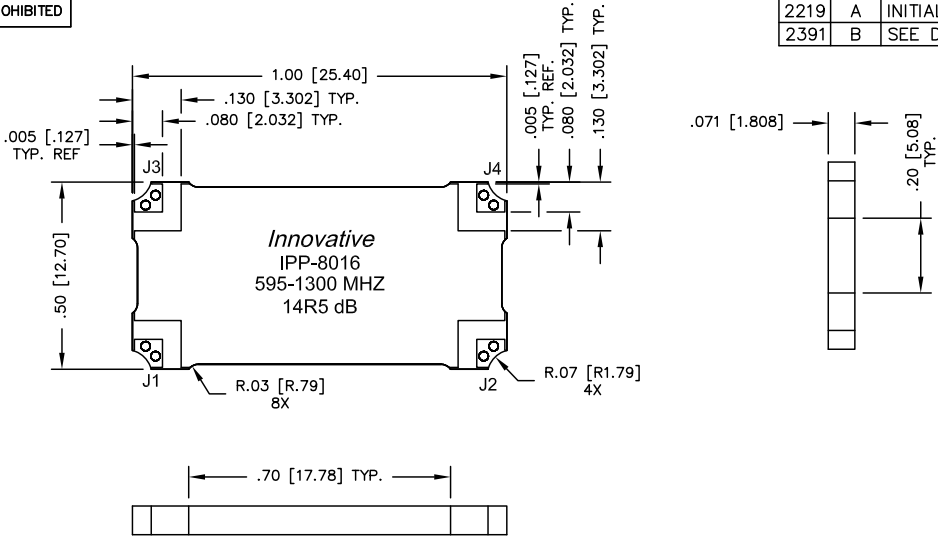 OHIBITED
2219 A INITIAL
2391 B SEE D
1.00 [25.40]
.130 [3.302] TYP.
.080 [2.032] TYP.
.005 [.127]
TYP. REF
.005 [.127]
TYP. REF.
.080 [2.032] TYP.
.130 [3.302] TYP.
.071 [1.808]
.20 [5.08]
TYP.
J3
J4
.50 [12.70]
Innovative
IPP-8016
595-1300 MHZ
14R5 dB
J1
J2
R.03 [R.79]
8X
R.07 [R1.79]
4X
.70 [17.78] TYP.